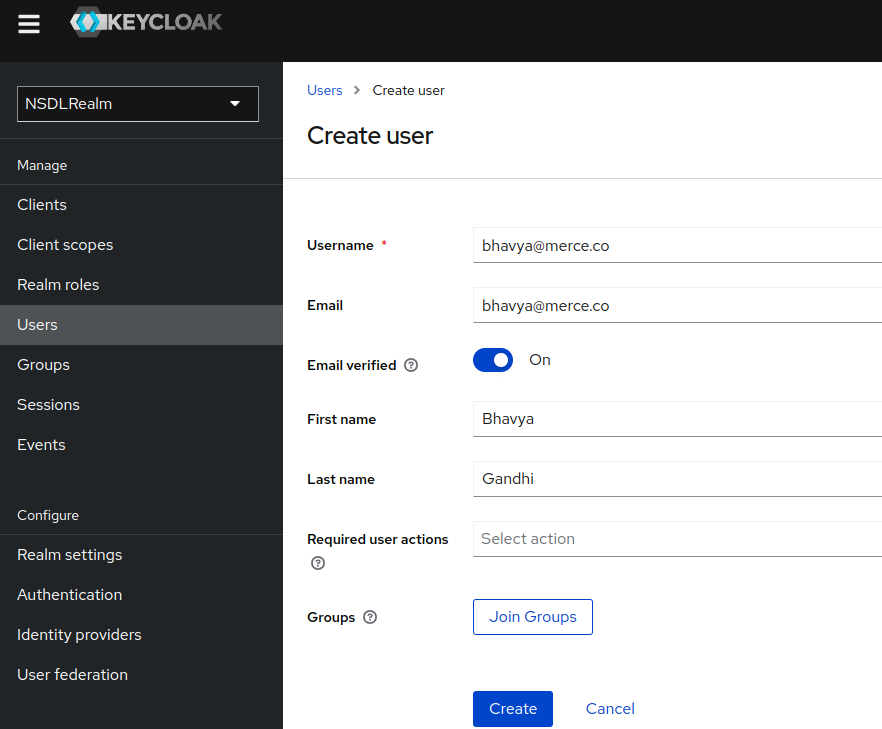 KEYCLOAK
NSDLRealm
Manage
Clients
Client scopes
Realm roles
Users
Groups
Sessions
Events
Configure
Realm settings
Authentication
Identity providers
User federation
Users > Create user
Create user
Username *
bhavya@merce.co
Email
bhavya@merce.co
Email verified ?
On
First name
Bhavya
Last name
Gandhi
Required user actions
?
Select action
Groups ?
Join Groups
Create
Cancel